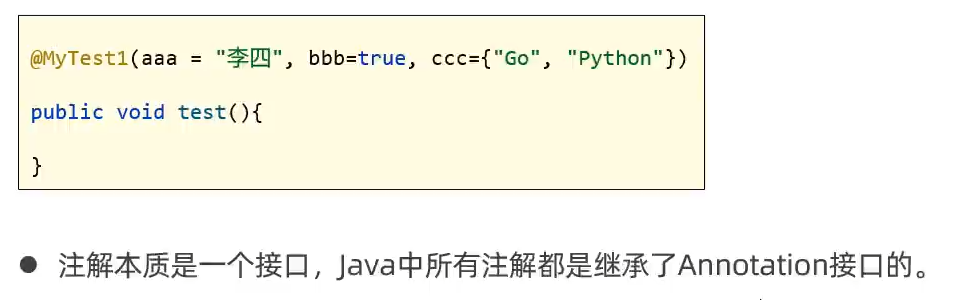 @MyTest1(aaa = "李四", bbb=true, ccc={"Go", "Python"})
public void test(){
}
● 注解本质是一个接口，Java中所有注解都是继承了Annotation接口的。